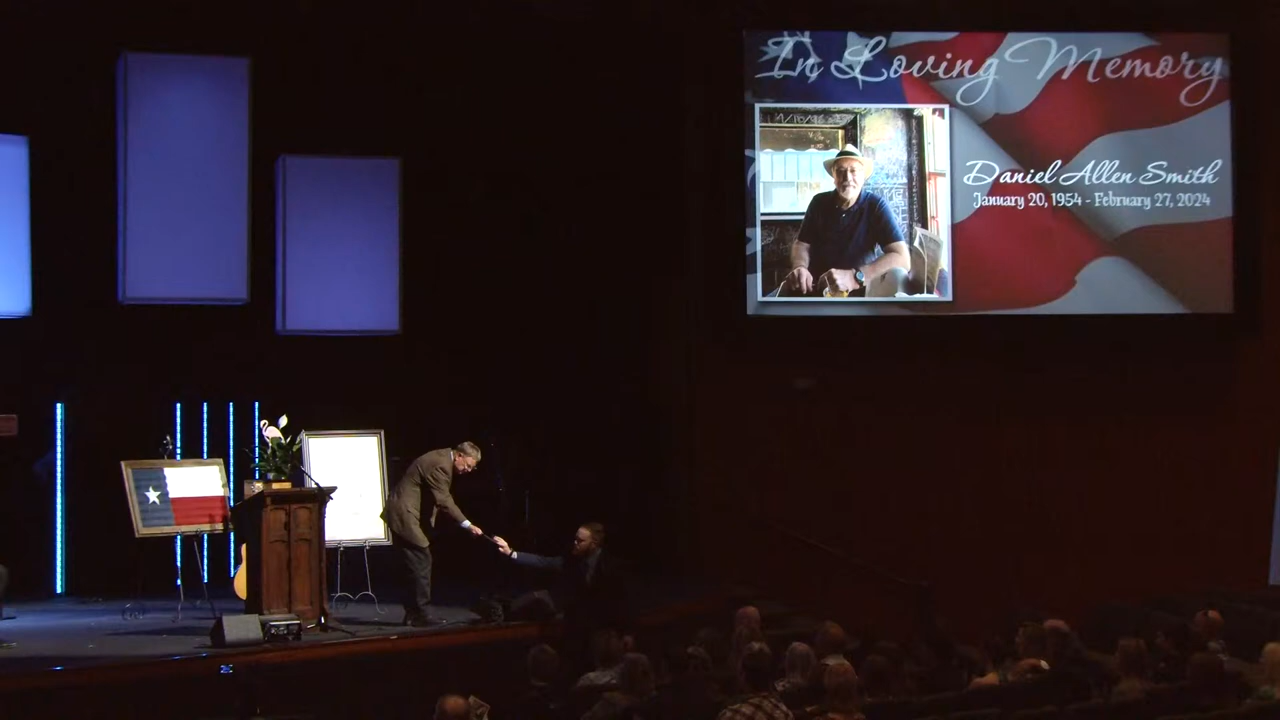 In Loving Memory
Daniel Allen Smith
January 20, 1954 - February 27, 2024